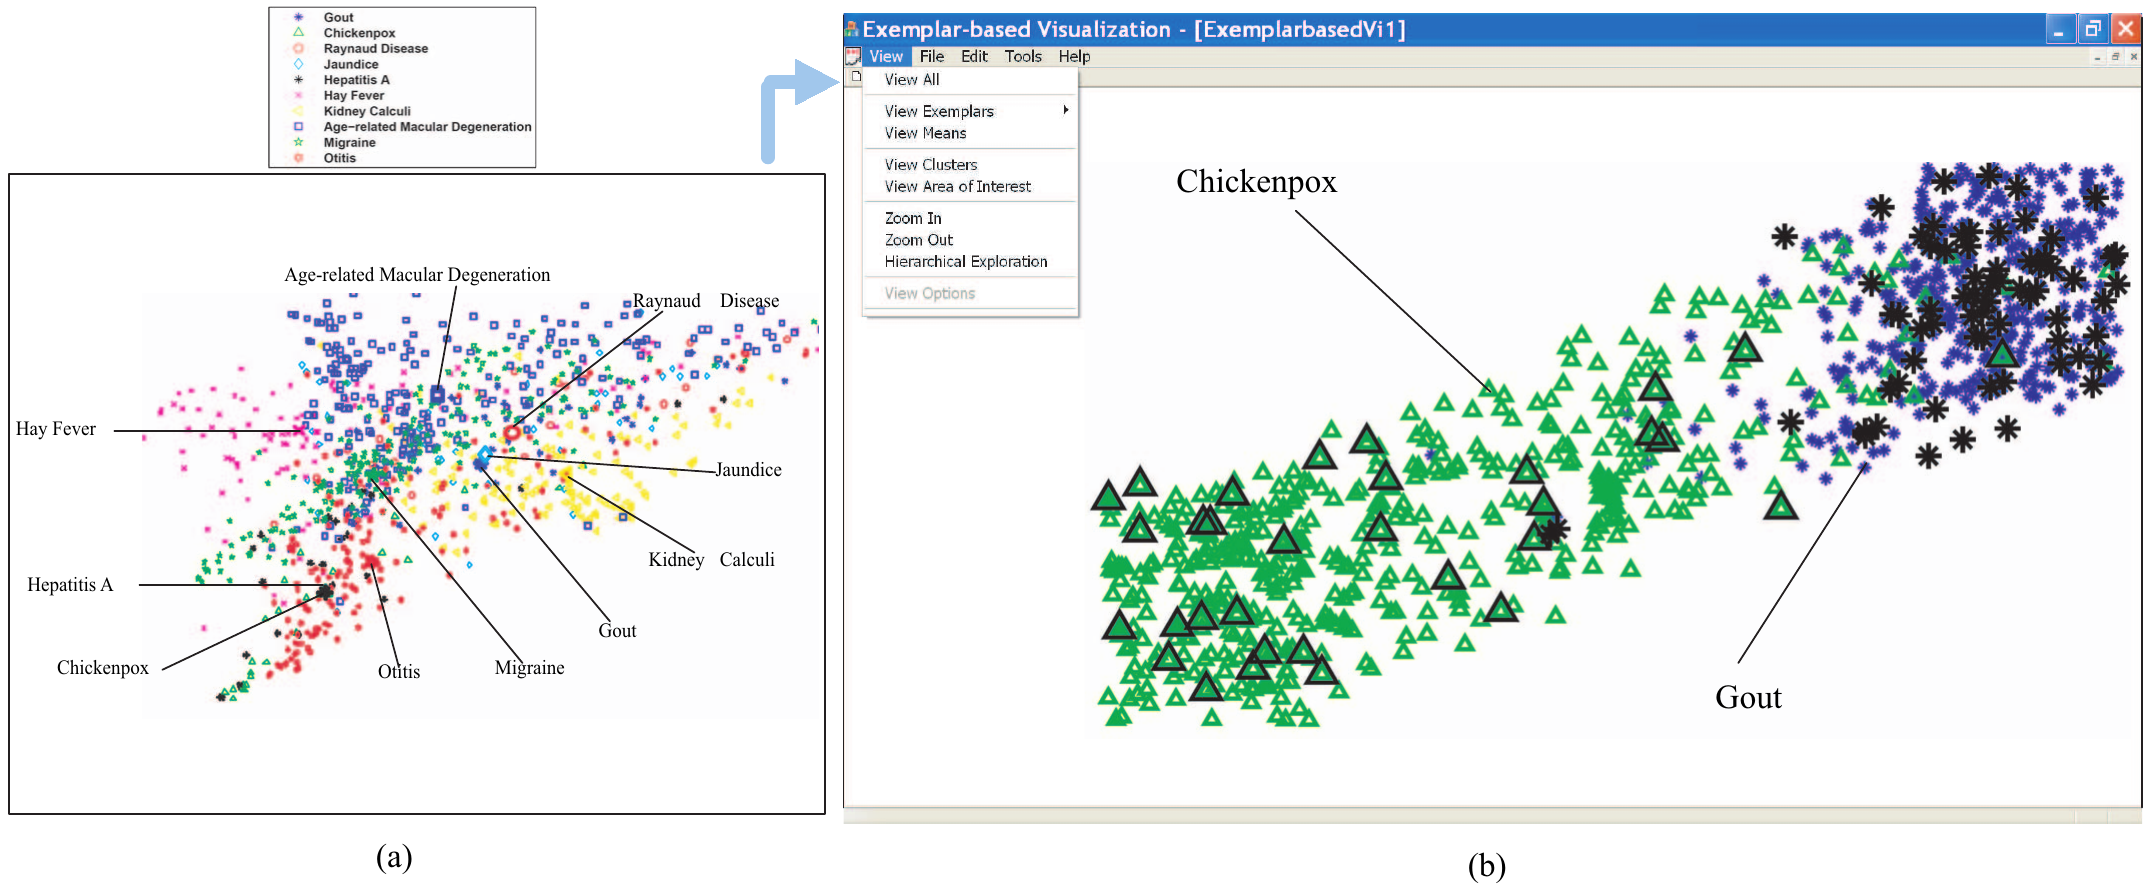 Gout
Chickenpox
Raynaud Disease
Jaundice
Hepatitis A
Hay Fever
Kidney Calculi
Age-related Macular Degeneration
Migraine
Otitis
Age-related Macular Degeneration
Raynaud Disease
Hay Fever
Jaundice
Kidney Calculi
Hepatitis A
Gout
Chickenpox
Otitis
Migraine
(a)
Exemplar-based Visualization - [ExemplarbasedVi1]
View File Edit Tools Help
View All
View Exemplars
View Means
View Clusters
View Area of Interest
Zoom In
Zoom Out
Hierarchical Exploration
View Options
Chickenpox
Gout
(b)